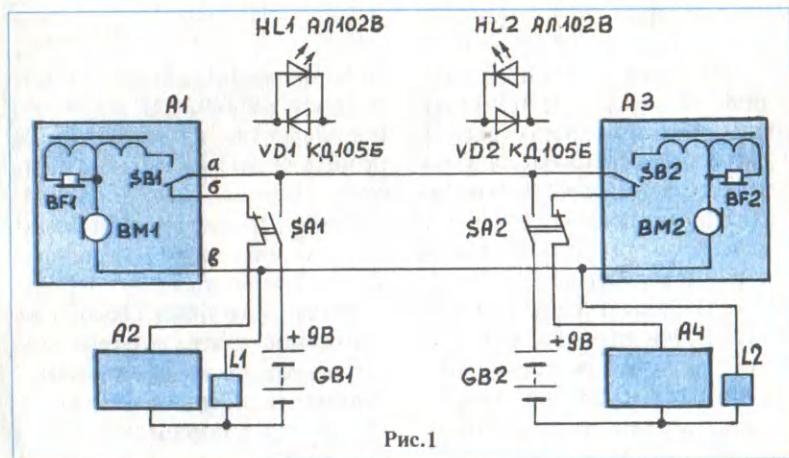 HL1 АЛ102В HL2 АЛ102В
A1 A3
VD1 КД105Б VD2 КД105Б
SB1 а SB2
б
BF1 BF2
BM1 SA1 SA2 BM2
в
A2 +9В +9В A4
L1 L2
GB1 GB2
Рис.1